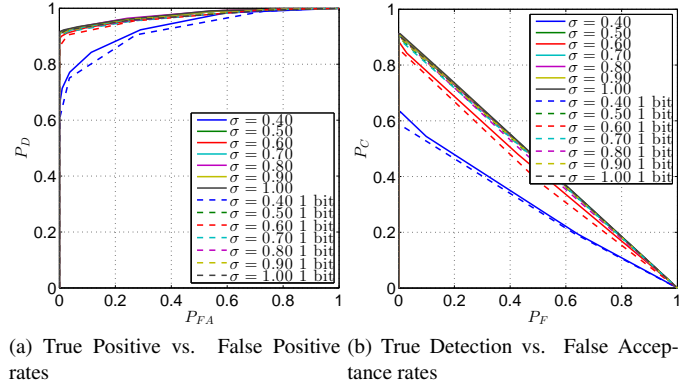 1
0.8
0.6
0.4
0.2
0
P_D
0 0.2 0.4 0.6 0.8 1
P_{FA}
σ = 0.40
σ = 0.50
σ = 0.60
σ = 0.70
σ = 0.80
σ = 0.90
σ = 1.00
σ = 0.40 1 bit
σ = 0.50 1 bit
σ = 0.60 1 bit
σ = 0.70 1 bit
σ = 0.80 1 bit
σ = 0.90 1 bit
σ = 1.00 1 bit
(a) True Positive vs. False Positive
rates
1
0.8
0.6
0.4
0.2
0
P_C
0 0.2 0.4 0.6 0.8 1
P_F
σ = 0.40
σ = 0.50
σ = 0.60
σ = 0.70
σ = 0.80
σ = 0.90
σ = 1.00
σ = 0.40 1 bit
σ = 0.50 1 bit
σ = 0.60 1 bit
σ = 0.70 1 bit
σ = 0.80 1 bit
σ = 0.90 1 bit
σ = 1.00 1 bit
(b) True Detection vs. False Accep-
tance rates